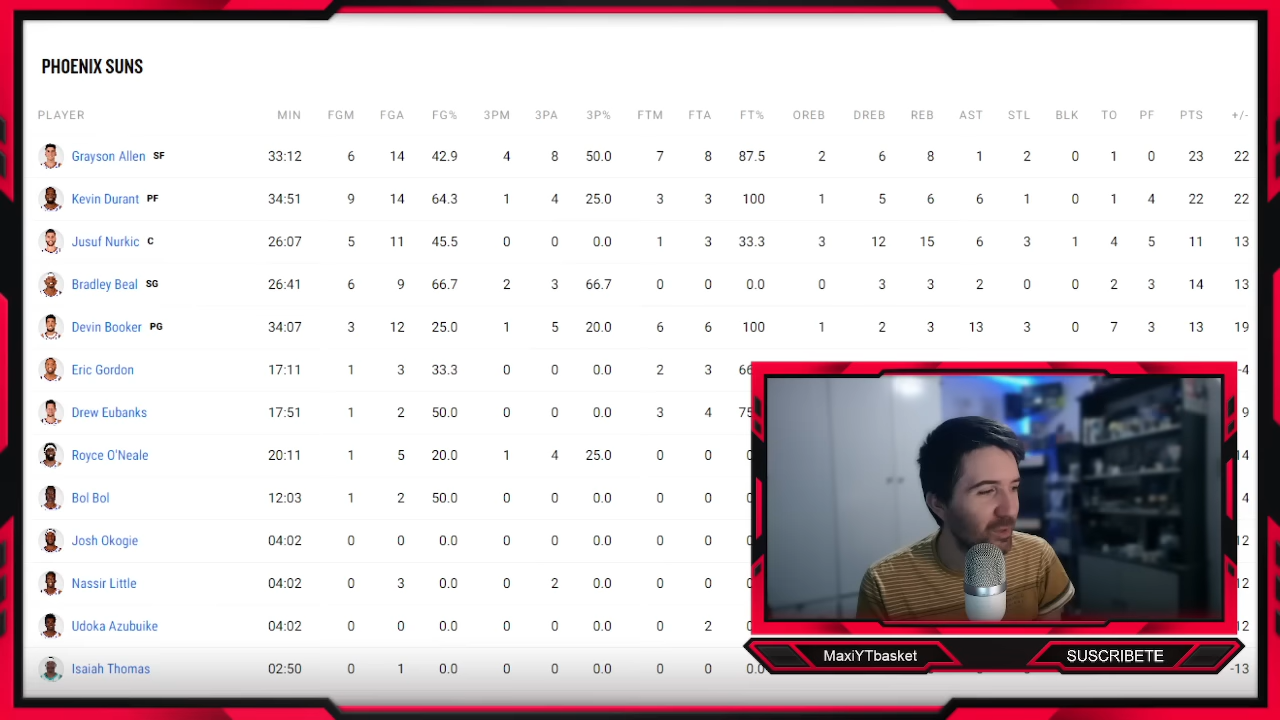 PHOENIX SUNS
PLAYER MIN FGM FGA FG% 3PM 3PA 3P% FTM FTA FT% OREB DREB REB AST STL BLK TO PF PTS +/-
Grayson Allen SF 33:12 6 14 42.9 4 8 50.0 7 8 87.5 2 6 8 1 2 0 1 0 23 22
Kevin Durant PF 34:51 9 14 64.3 1 4 25.0 3 3 100 1 5 6 6 1 0 1 4 22 22
Jusuf Nurkic C 26:07 5 11 45.5 0 0 0.0 1 3 33.3 3 12 15 6 3 1 4 5 11 13
Bradley Beal SG 26:41 6 9 66.7 2 3 66.7 0 0 0.0 0 3 3 2 0 0 2 3 14 13
Devin Booker PG 34:07 3 12 25.0 1 5 20.0 6 6 100 1 2 3 13 3 0 7 3 13 19
Eric Gordon 17:11 1 3 33.3 0 0 0.0 2 3 -4
Drew Eubanks 17:51 1 2 50.0 0 0 0.0 3 4 9
Royce O'Neale 20:11 1 5 20.0 1 4 25.0 0 0
Bol Bol 12:03 1 2 50.0 0 0 0.0 0 0 4
Josh Okogie 04:02 0 0 0.0 0 0 0.0 0 0
Nassir Little 04:02 0 3 0.0 0 2 0.0 0 0
Udoka Azubuike 04:02 0 0 0.0 0 0 0.0 0 2
Isaiah Thomas 02:50 0 1 0.0 0 0 0.0 0 0 0.0 -13
MaxiYTbasket
SUSCRIBETE